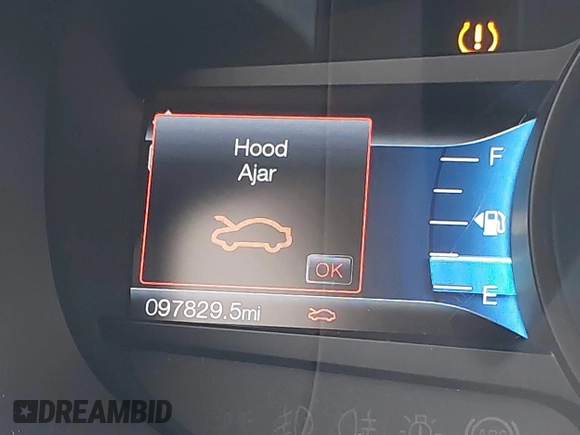 Hood
Ajar
OK
F
E
097829.5mi
DREAMBID